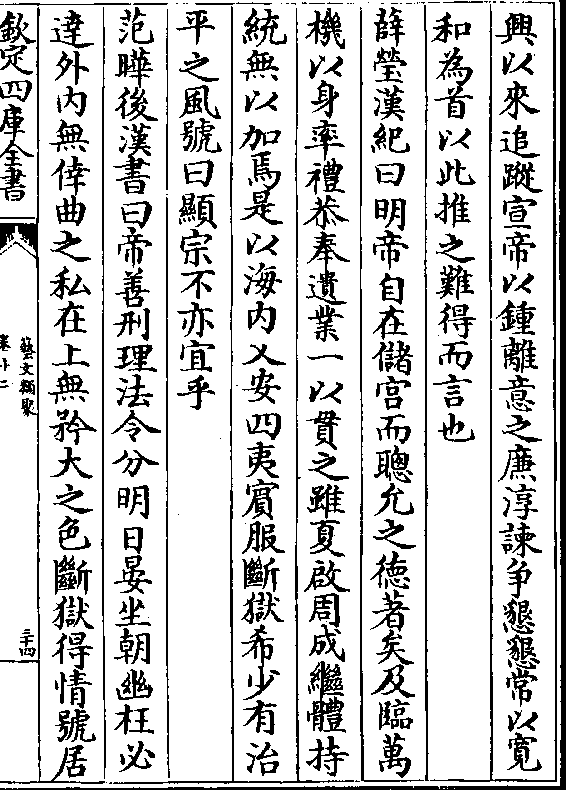 興以來追蹤宣帝以鍾離意之廉淳諫争懇懇常以寛
和為首以此推之難得而言也
薛瑩漢紀曰明帝自在儲宫而聰允之德著矣及臨萬
機以身率禮恭奉遺業一以貫之雖夏啟周成繼體持
統無以加焉是以海内乂安四夷賔服斷獄希少有治
平之風號曰顯宗不亦宜乎
范曄後漢書曰帝善刑理法令分明日晏坐朝幽枉必
達外内無倖曲之私在上無矜大之色斷獄得情號居
欽定四庫全書
藝文類聚
卷十二
三十四